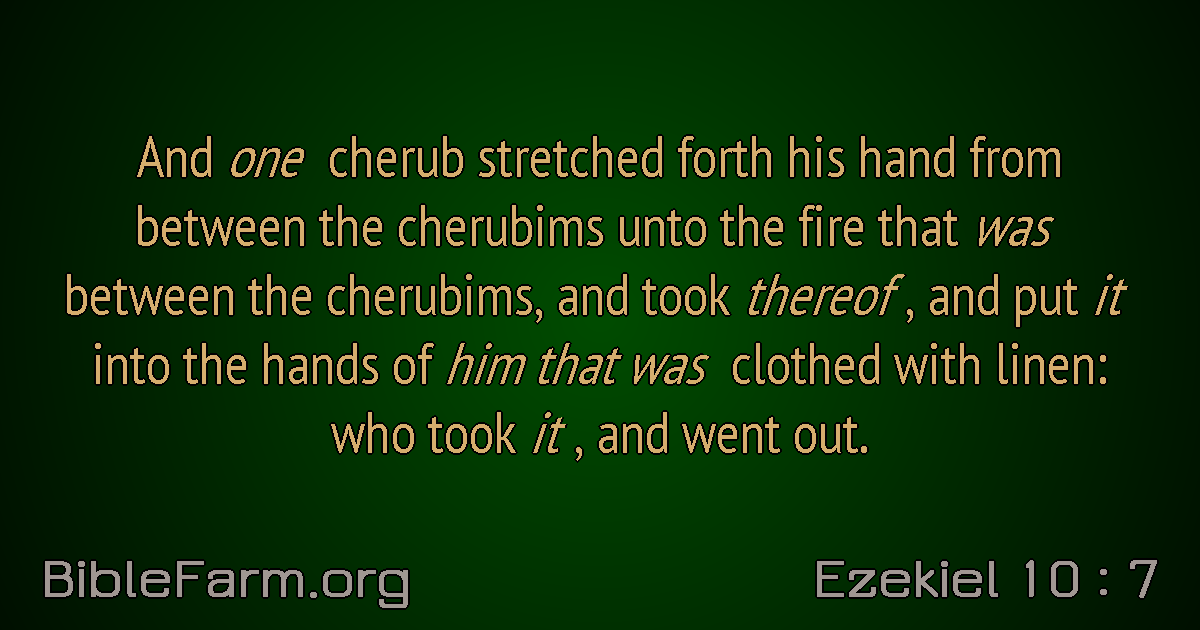 And one cherub stretched forth his hand from
between the cherubims unto the fire that was
between the cherubims, and took thereof , and put it
into the hands of him that was clothed with linen:
who took it , and went out.
BibleFarm.org
Ezekiel 10 : 7